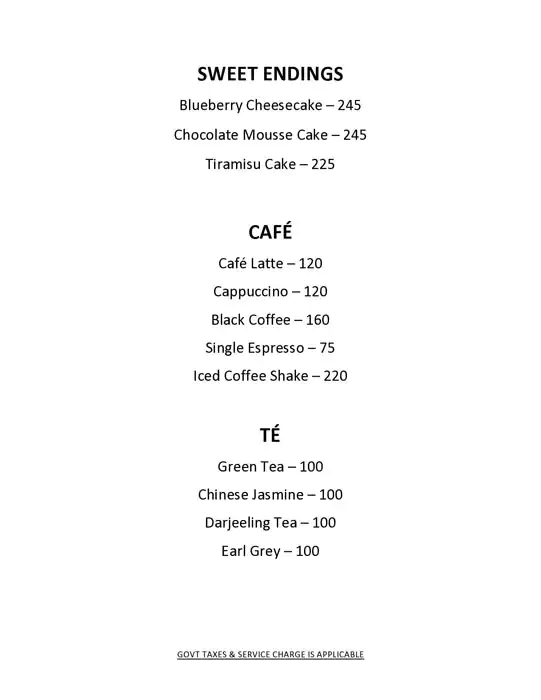 SWEET ENDINGS
Blueberry Cheesecake – 245
Chocolate Mousse Cake – 245
Tiramisu Cake – 225
CAFÉ
Café Latte – 120
Cappuccino – 120
Black Coffee – 160
Single Espresso – 75
Iced Coffee Shake – 220
TÉ
Green Tea – 100
Chinese Jasmine – 100
Darjeeling Tea – 100
Earl Grey – 100
GOVT TAXES & SERVICE CHARGE IS APPLICABLE